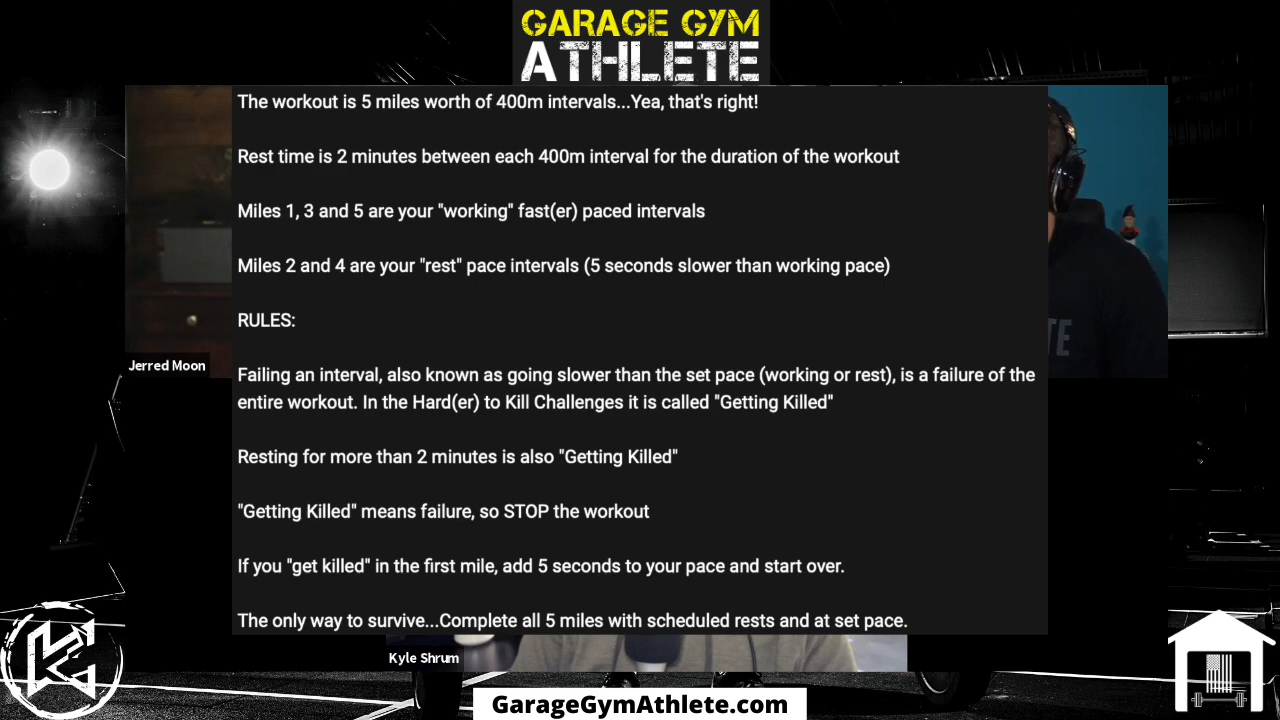 GARAGE GYM
ATHLETE
The workout is 5 miles worth of 400m intervals...Yea, that's right!
Rest time is 2 minutes between each 400m interval for the duration of the workout
Miles 1, 3 and 5 are your "working" fast(er) paced intervals
Miles 2 and 4 are your "rest" pace intervals (5 seconds slower than working pace)
RULES:
Failing an interval, also known as going slower than the set pace (working or rest), is a failure of the
entire workout. In the Hard(er) to Kill Challenges it is called "Getting Killed"
Resting for more than 2 minutes is also "Getting Killed"
"Getting Killed" means failure, so STOP the workout
If you "get killed" in the first mile, add 5 seconds to your pace and start over.
The only way to survive...Complete all 5 miles with scheduled rests and at set pace.
Jerred Moon
Kyle Shrum
GarageGymAthlete.com